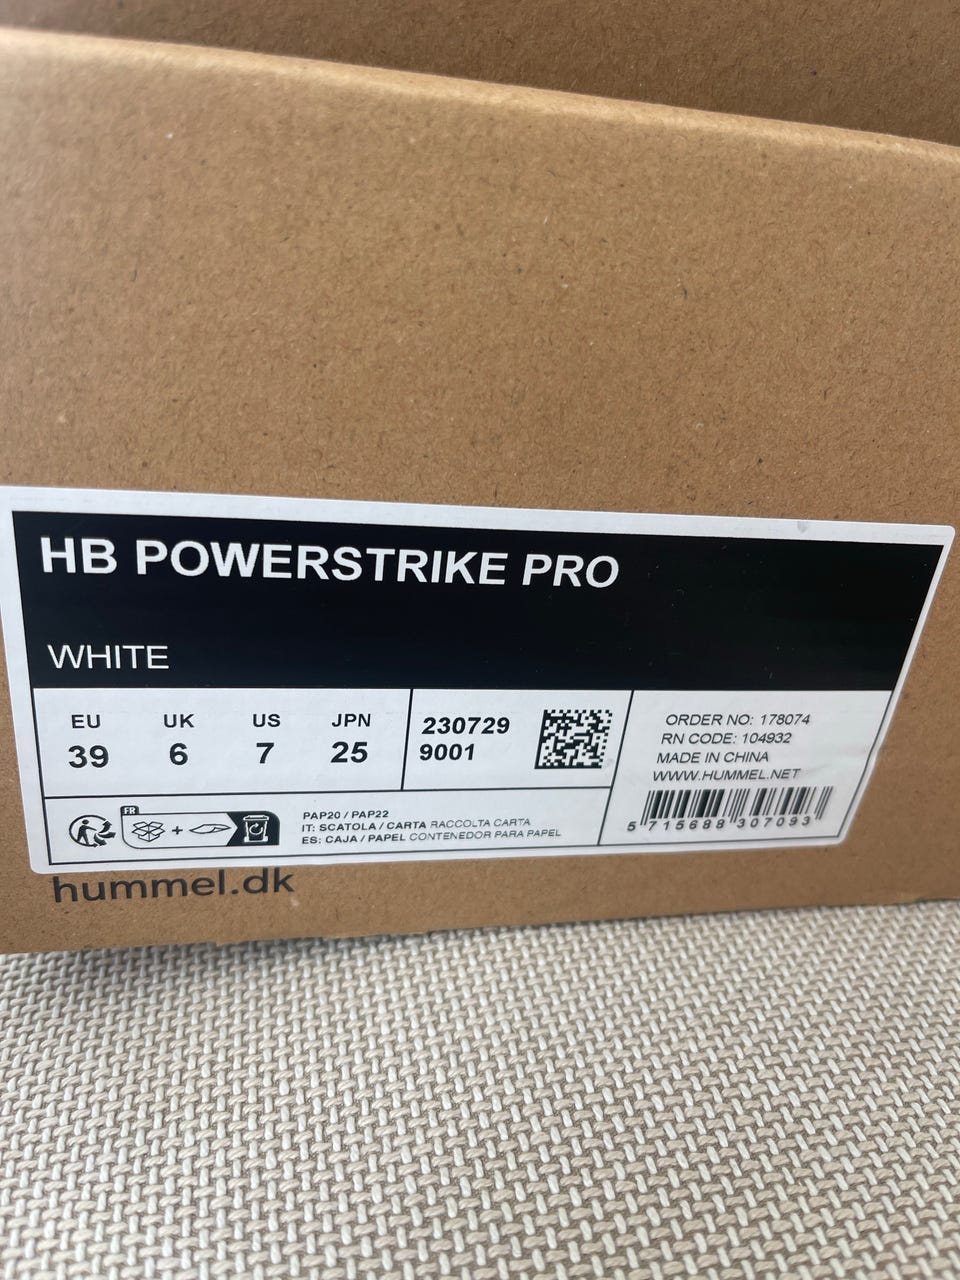 HB POWERSTRIKE PRO
WHITE
EU UK US JPN
39 6 7 25
230729
9001
ORDER NO: 178074
RN CODE: 104932
MADE IN CHINA
WWW.HUMMEL.NET
5 715688 307093
FR
+
PAP20 / PAP22
IT: SCATOLA / CARTA RACCOLTA CARTA
ES: CAJA / PAPEL CONTENEDOR PARA PAPEL
hummel.dk